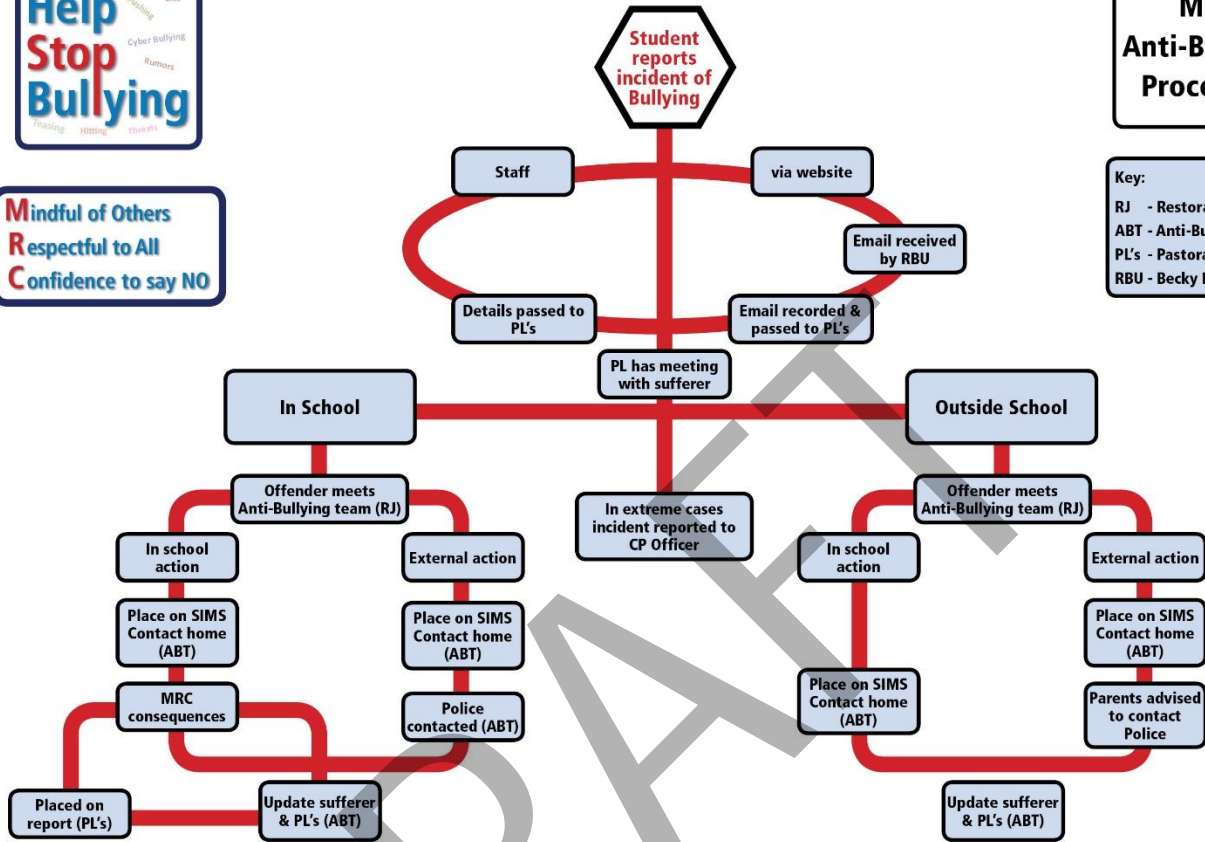 Help
Stop
Bullying
Pushing
Cyber Bullying
Rumors
Teasing Hitting Threats
Mindful of Others
Respectful to All
Confidence to say NO
Student
reports
incident of
Bullying
M
Anti-B
Proce
Key:
RJ - Restora
ABT - Anti-Bu
PL's - Pastora
RBU - Becky
Staff
via website
Email received
by RBU
Details passed to
PL's
Email recorded &
passed to PL's
PL has meeting
with sufferer
In School
Outside School
Offender meets
Anti-Bullying team (RJ)
In extreme cases
incident reported to
CP Officer
Offender meets
Anti-Bullying team (RJ)
In school
action
External action
In school
action
External action
Place on SIMS
Contact home
(ABT)
Place on SIMS
Contact home
(ABT)
Place on SIMS
Contact home
(ABT)
Place on SIMS
Contact home
(ABT)
MRC
consequences
Police
contacted (ABT)
Parents advised
to contact
Police
Placed on
report (PL's)
Update sufferer
& PL's (ABT)
Update sufferer
& PL's (ABT)
DRAFT